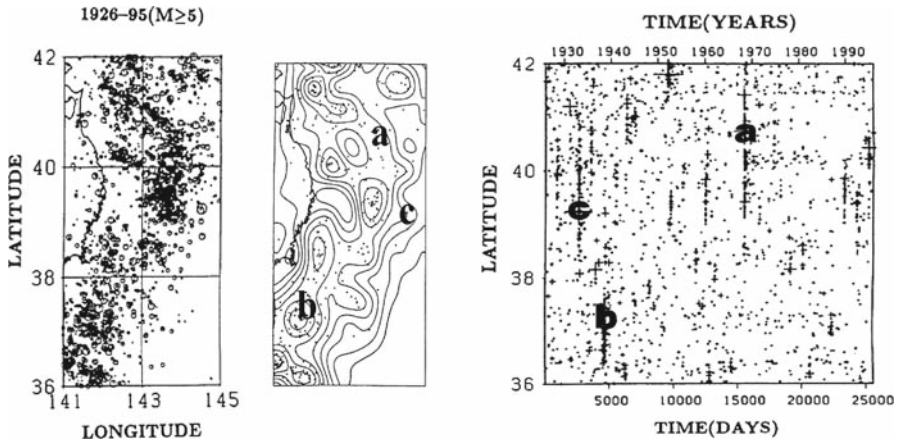 1926–95(M≥5)
42
40
38
36
LATITUDE
141 143 145
LONGITUDE
a
c
b
TIME(YEARS)
1930 1940 1950 1960 1970 1980 1990
42
40
38
36
LATITUDE
a
c
b
5000 10000 15000 20000 25000
TIME(DAYS)